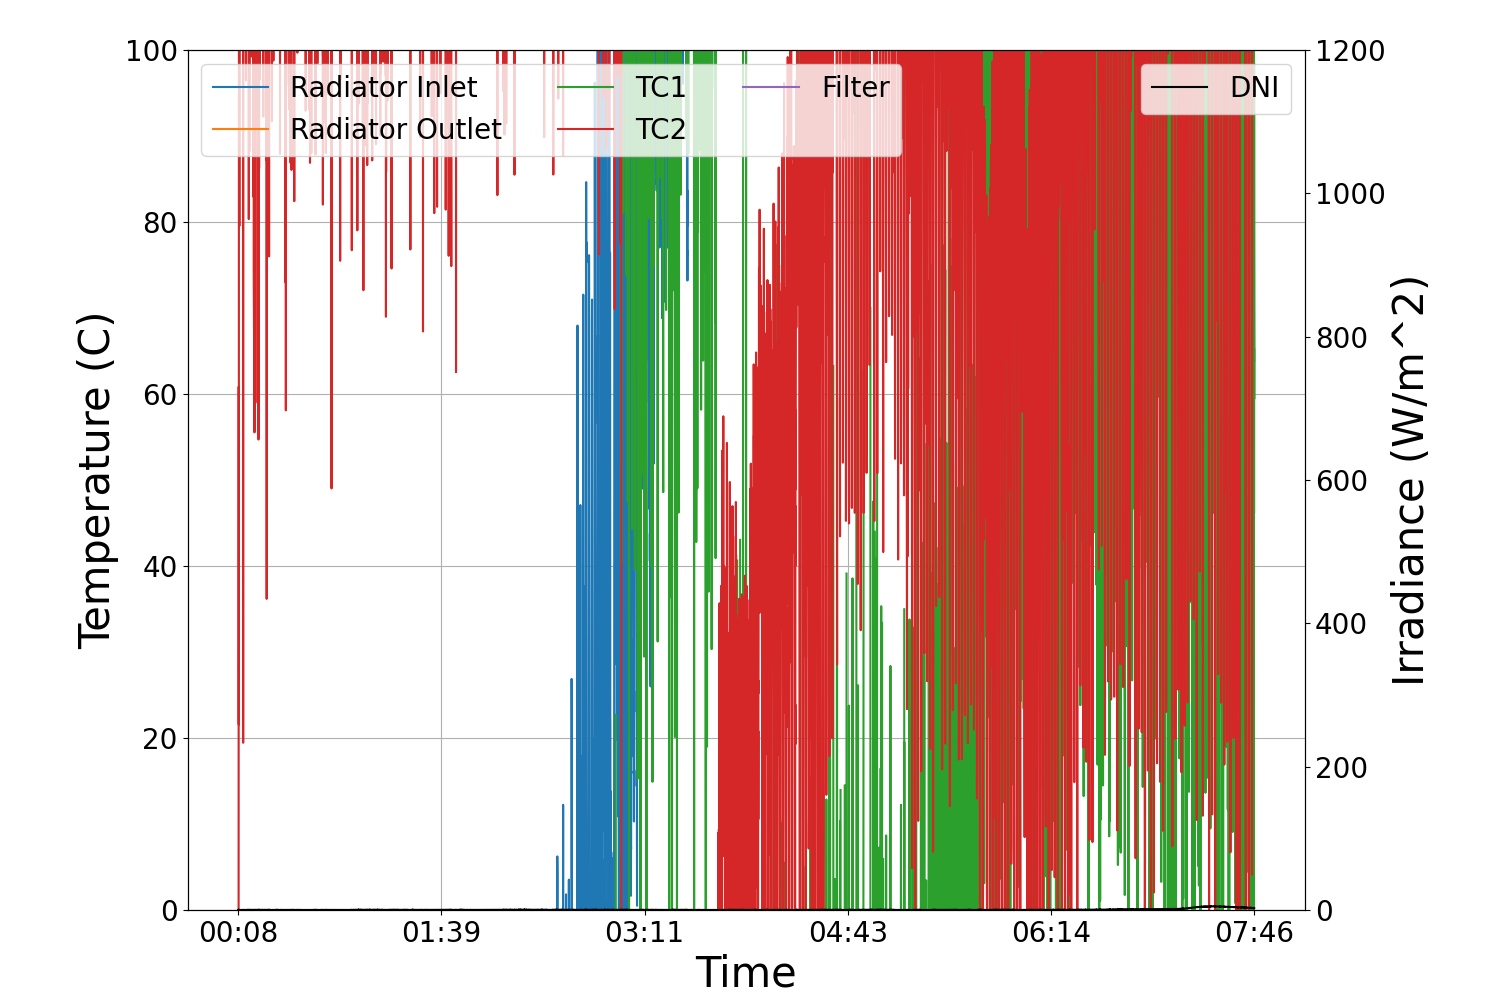 100
80
60
40
20
0
Temperature (C)
Radiator Inlet
Radiator Outlet
TC1
TC2
Filter
DNI
1200
1000
800
600
400
200
0
Irradiance (W/m^2)
00:08
01:39
03:11
04:43
06:14
07:46
Time